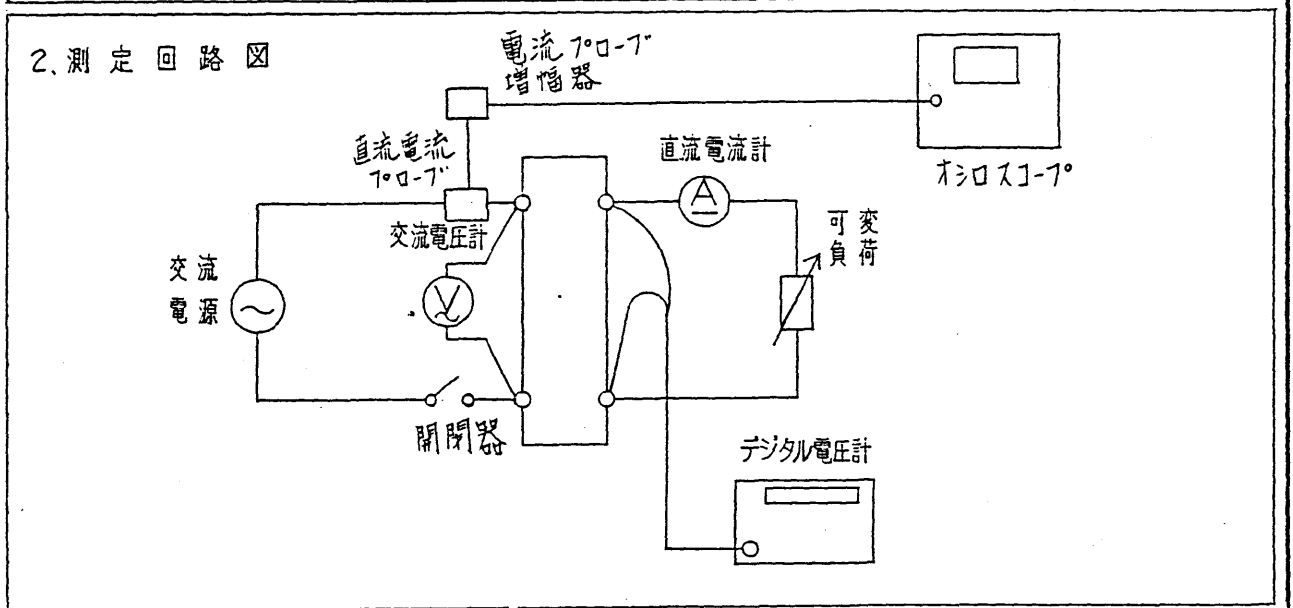 2、測定回路図
電流プローブ
増幅器
直流電流
プローブ
交流電圧計
交流
電源
V
開閉器
直流電流計
A
可変
負荷
オシロスコープ
デジタル電圧計